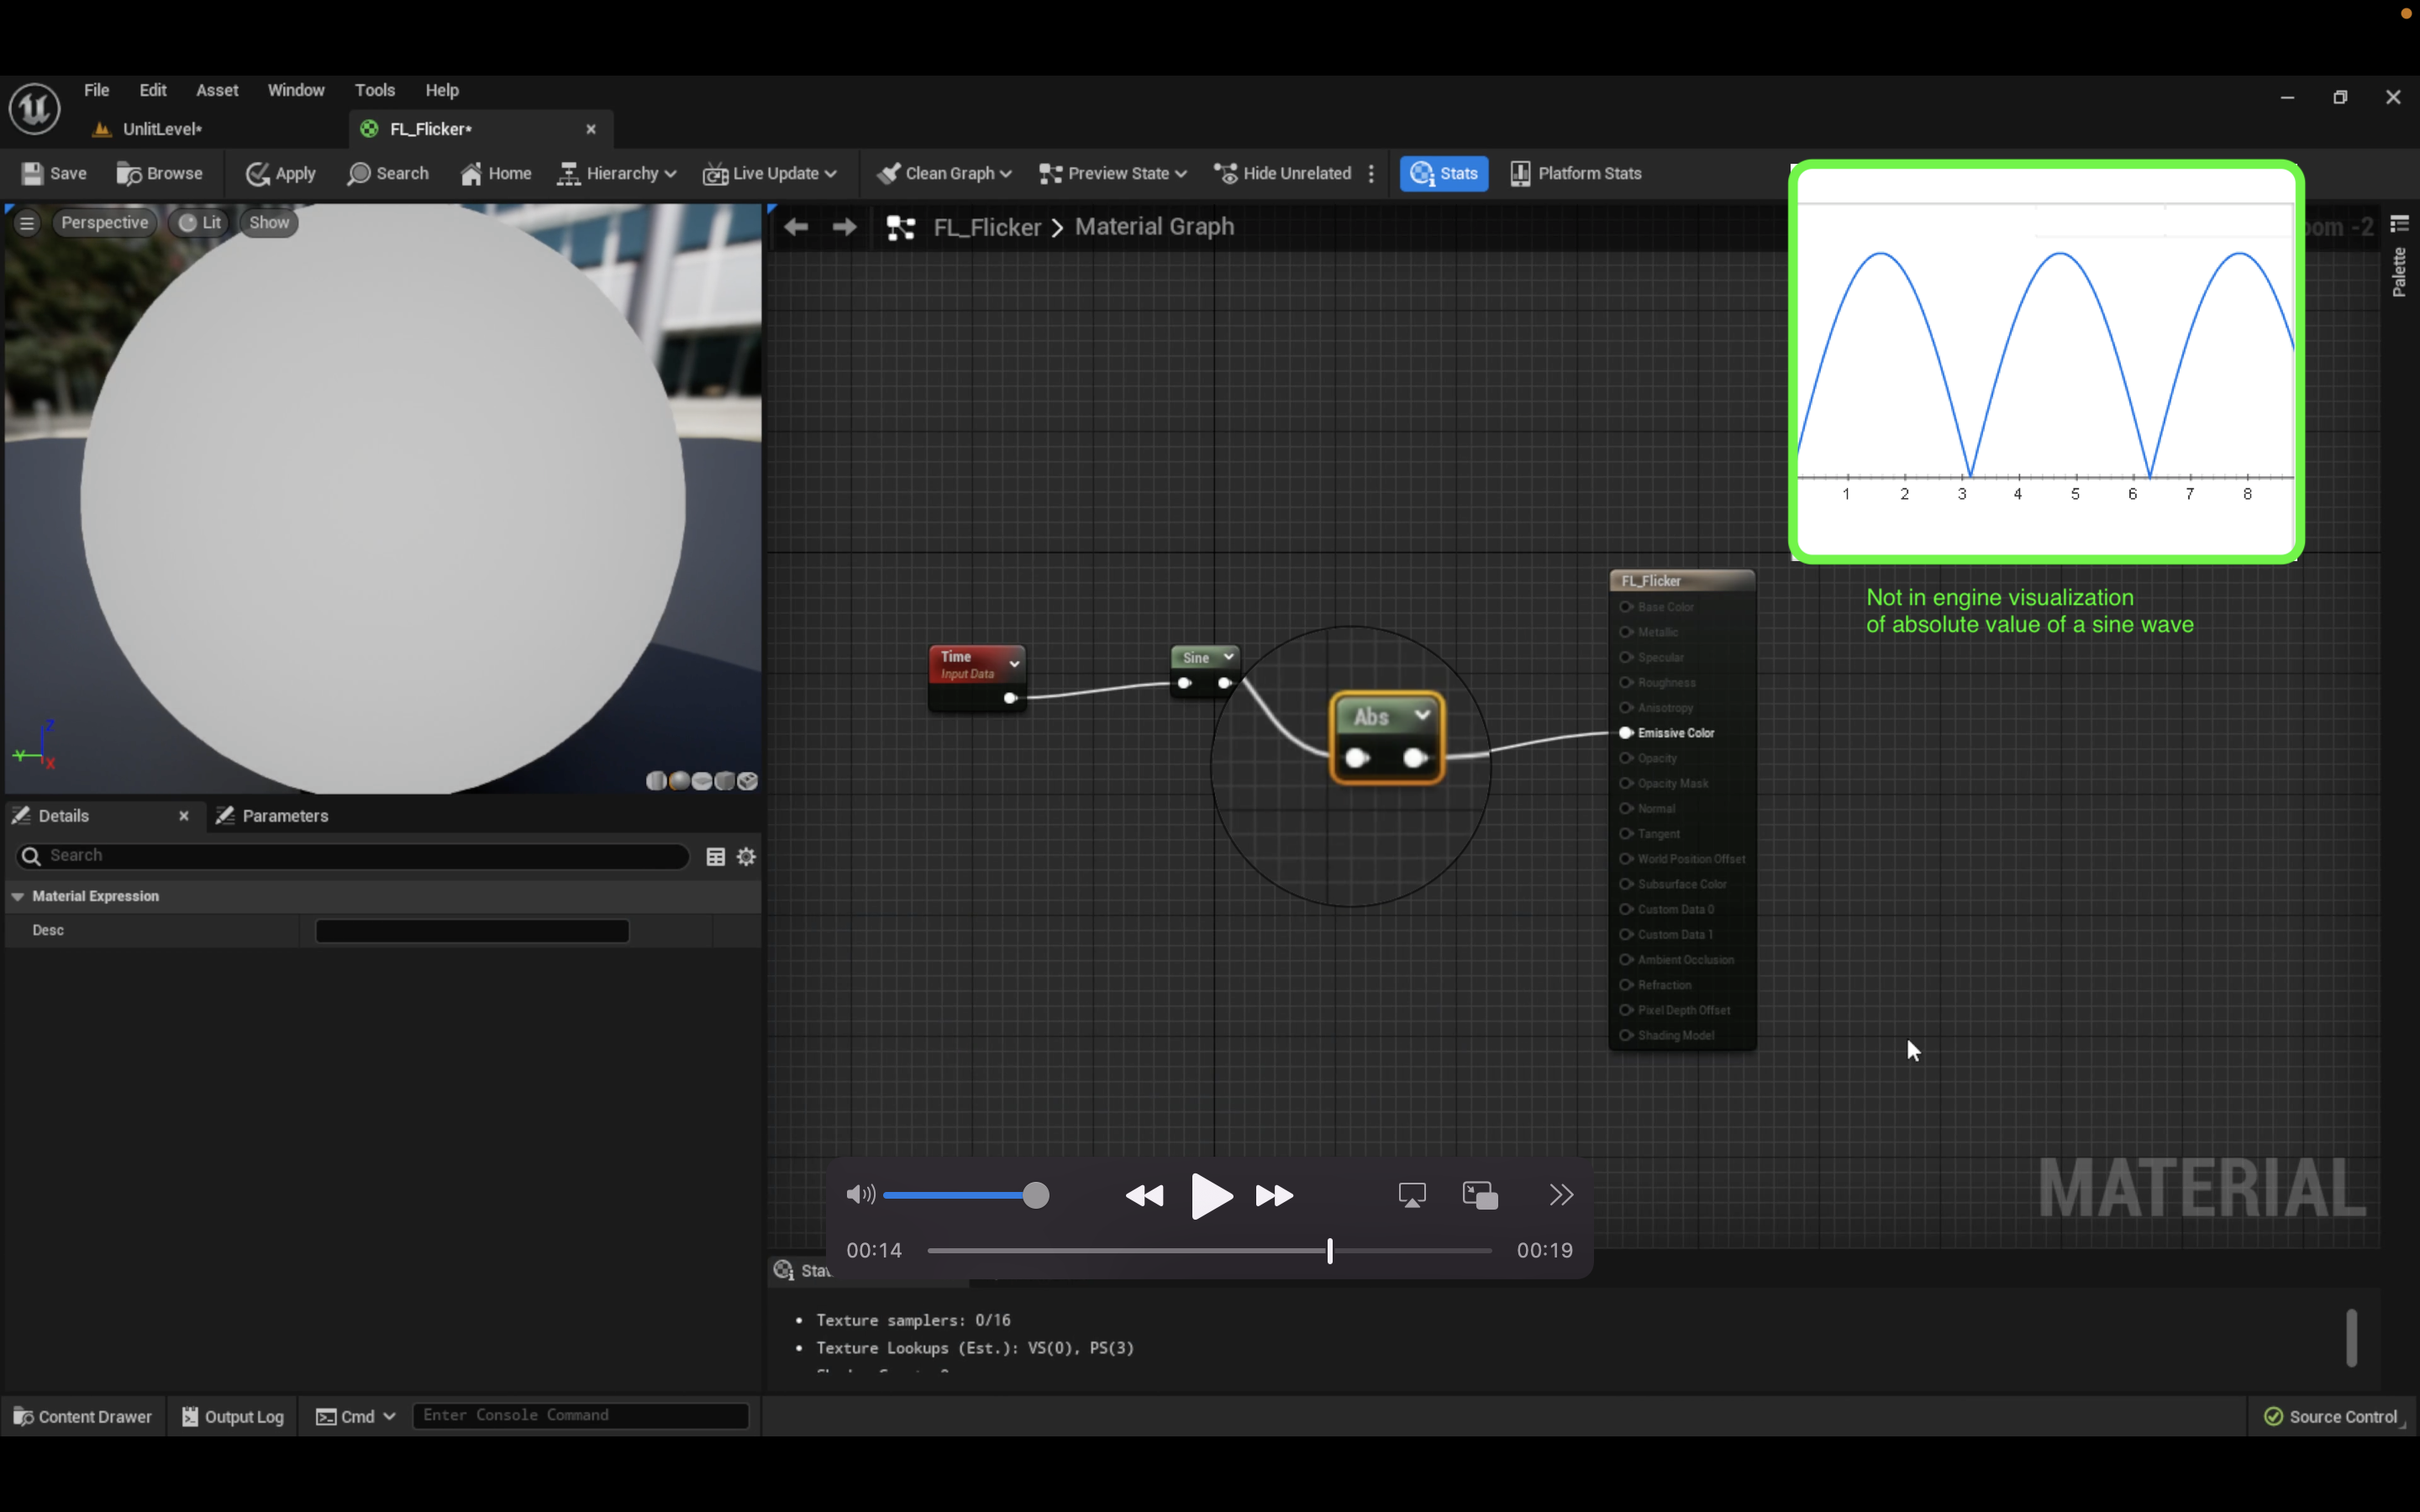 File Edit Asset Window Tools Help
UnlitLevel* FL_Flicker*
Save Browse Apply Search Home Hierarchy Live Update Clean Graph Preview State Hide Unrelated Stats Platform Stats
Perspective Lit Show
FL_Flicker > Material Graph
-2
Palette
1 2 3 4 5 6 7 8
Not in engine visualization
of absolute value of a sine wave
Time
Input Data
Sine
Abs
FL_Flicker
Base Color
Metallic
Specular
Roughness
Anisotropy
Emissive Color
Opacity
Opacity Mask
Normal
Tangent
World Position Offset
Subsurface Color
Custom Data 0
Custom Data 1
Ambient Occlusion
Refraction
Pixel Depth Offset
Shading Model
Z
Y
X
Details Parameters
Search
Material Expression
Desc
MATERIAL
00:14 00:19
Texture samplers: 0/16
Texture Lookups (Est.): VS(0), PS(3)
Content Drawer Output Log Cmd Enter Console Command Source Control